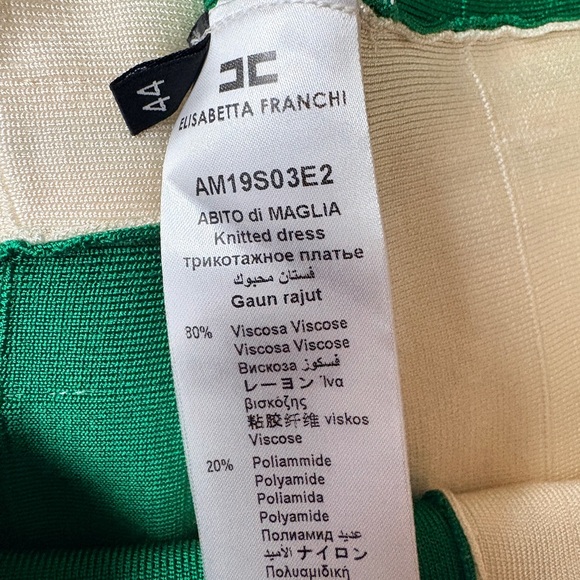 44
ELISABETTA FRANCHI
AM19S03E2
ABITO di MAGLIA
Knitted dress
трикотажное платье
فستان محبوك
Gaun rajut
80% Viscosa Viscose
Viscosa Viscose
Вискоза فسكوز
レーヨン Ίνα
βισκόζης
粘胶纤维 viskos
Viscose
20% Poliammide
Polyamide
Poliamida
Polyamide
Полиамид عديد
الأميد ナイロン
Πολυαμιδική